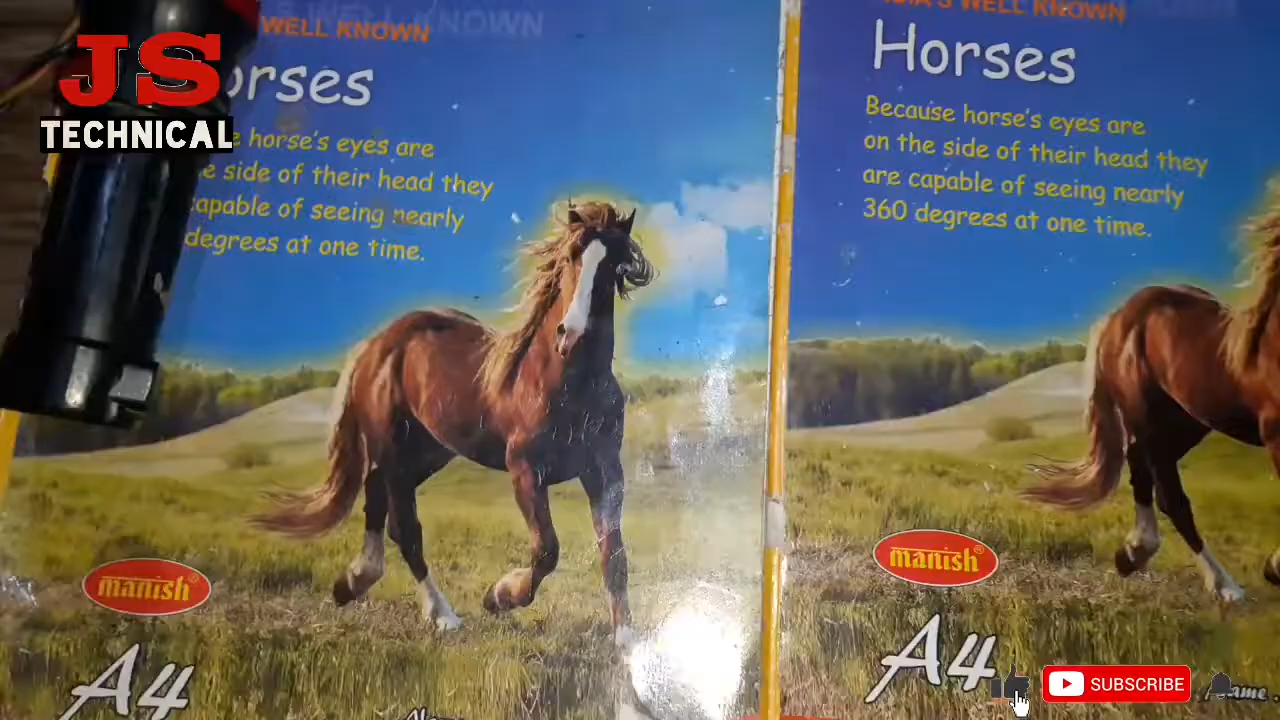 JS
TECHNICAL
WELL KNOWN
orses
horse's eyes are
side of their head they
capable of seeing nearly
degrees at one time.
manish®
A4
WELL KNOWN
Horses
Because horse's eyes are
on the side of their head they
are capable of seeing nearly
360 degrees at one time.
manish®
A4
SUBSCRIBE